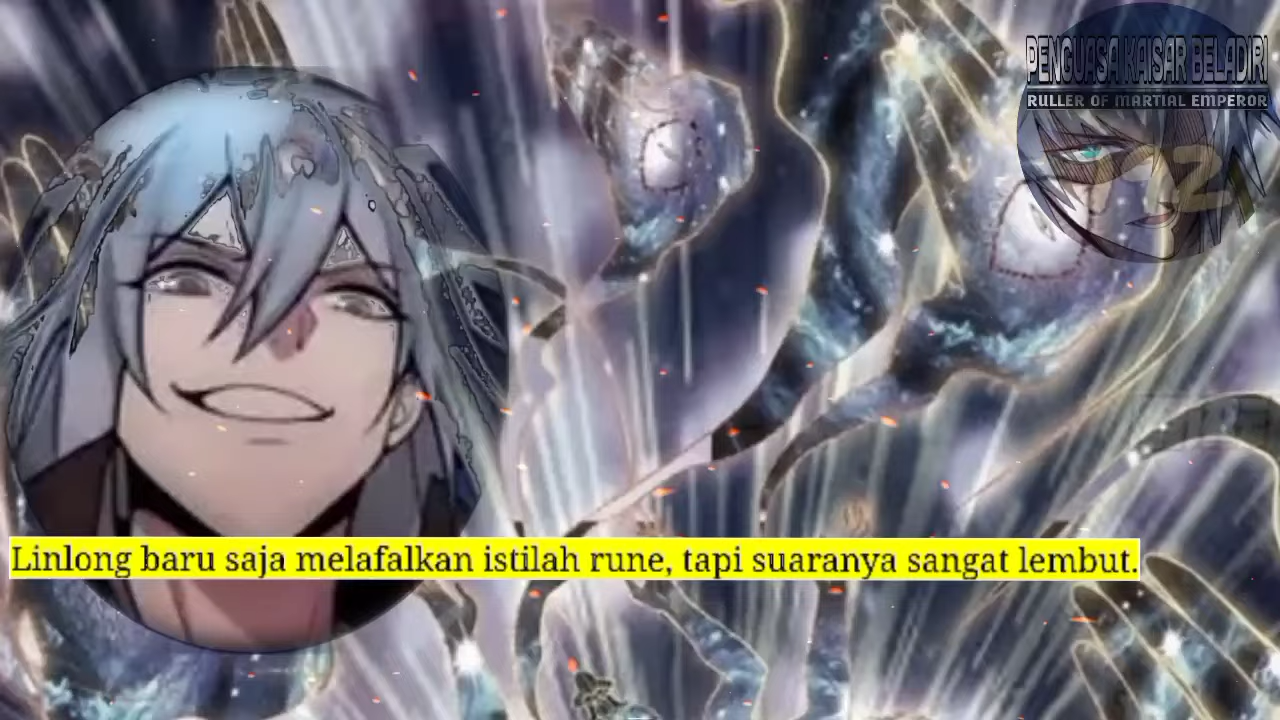 PENGUASA KAISAR BELADIRI
RULLER OF MARTIAL EMPEROR
Linlong baru saja melafalkan istilah rune, tapi suaranya sangat lembut.